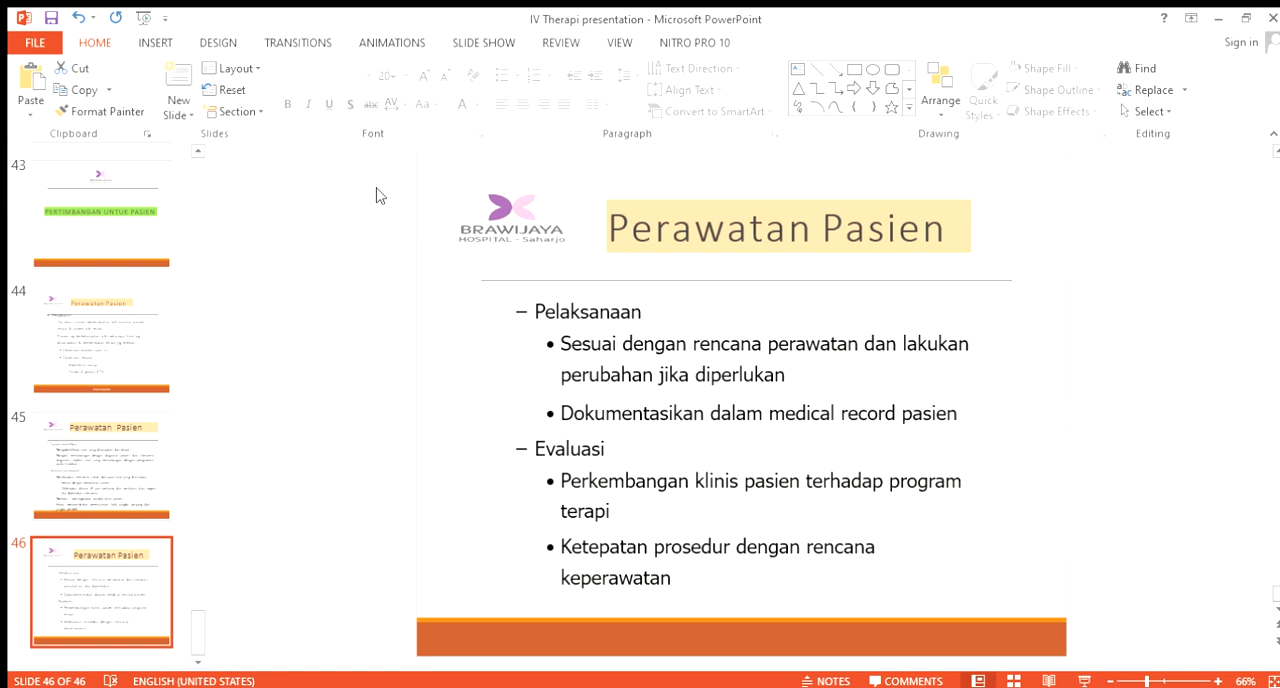 IV Therapi presentation - Microsoft PowerPoint
FILE HOME INSERT DESIGN TRANSITIONS ANIMATIONS SLIDE SHOW REVIEW VIEW NITRO PRO 10 Sign in
Cut
Copy
Format Painter
Paste
Clipboard
New
Slide
Layout
Reset
Section
Slides
20+
B I U S abc AV Aa A
Font
Text Direction
Align Text
Convert to SmartArt
Paragraph
Arrange
Quick
Styles
Shape Fill
Shape Outline
Shape Effects
Drawing
Find
Replace
Select
Editing
43
PERTIMBANGAN UNTUK PASIEN
44
Perawatan Pasien
45
Perawatan Pasien
46
Perawatan Pasien
BRAWIJAYA
HOSPITAL - Saharjo
Perawatan Pasien
– Pelaksanaan
• Sesuai dengan rencana perawatan dan lakukan
perubahan jika diperlukan
• Dokumentasikan dalam medical record pasien
– Evaluasi
• Perkembangan klinis pasien terhadap program
terapi
• Ketepatan prosedur dengan rencana
keperawatan
SLIDE 46 OF 46 ENGLISH (UNITED STATES) NOTES COMMENTS 66%